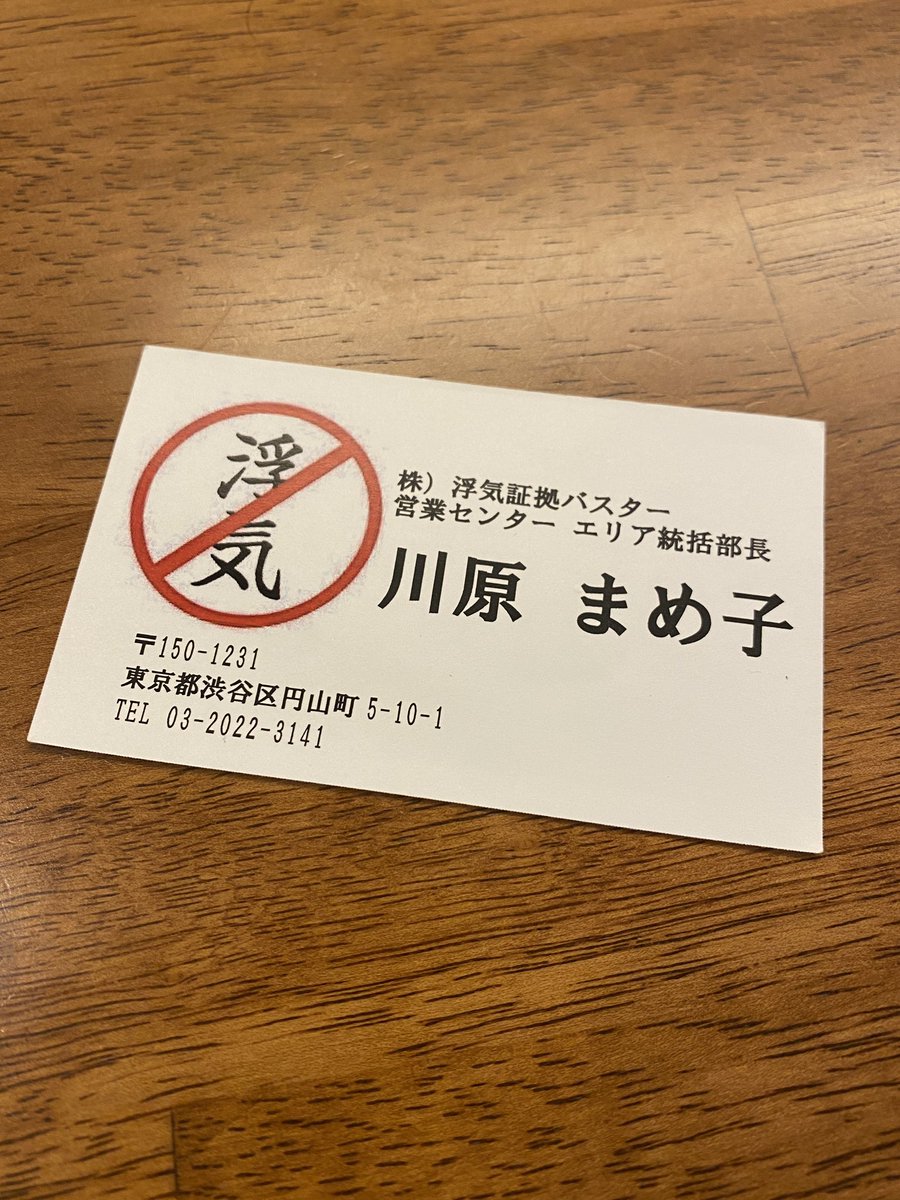 浮気
株）浮気証拠バスター
営業センター エリア統括部長
川原 まめ子
〒150-1231
東京都渋谷区円山町 5-10-1
TEL 03-2022-3141